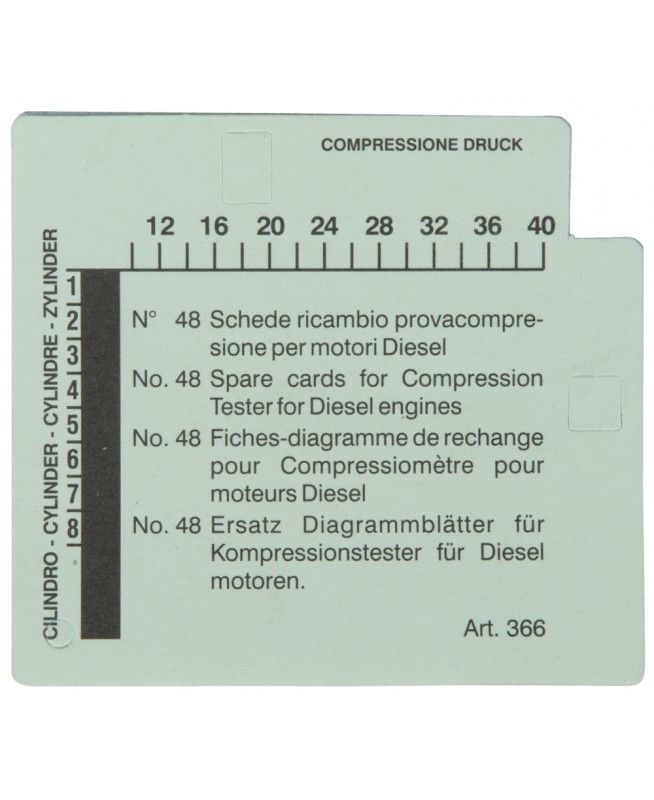 COMPRESSIONE DRUCK
12 16 20 24 28 32 36 40
CILINDRO - CYLINDER - CYLINDRE - ZYLINDER
1
2
3
4
5
6
7
8
N° 48 Schede ricambio provacompre-
sione per motori Diesel
No. 48 Spare cards for Compression
Tester for Diesel engines
No. 48 Fiches-diagramme de rechange
pour Compressiomètre pour
moteurs Diesel
No. 48 Ersatz Diagrammblätter für
Kompressionstester für Diesel
motoren.
Art. 366